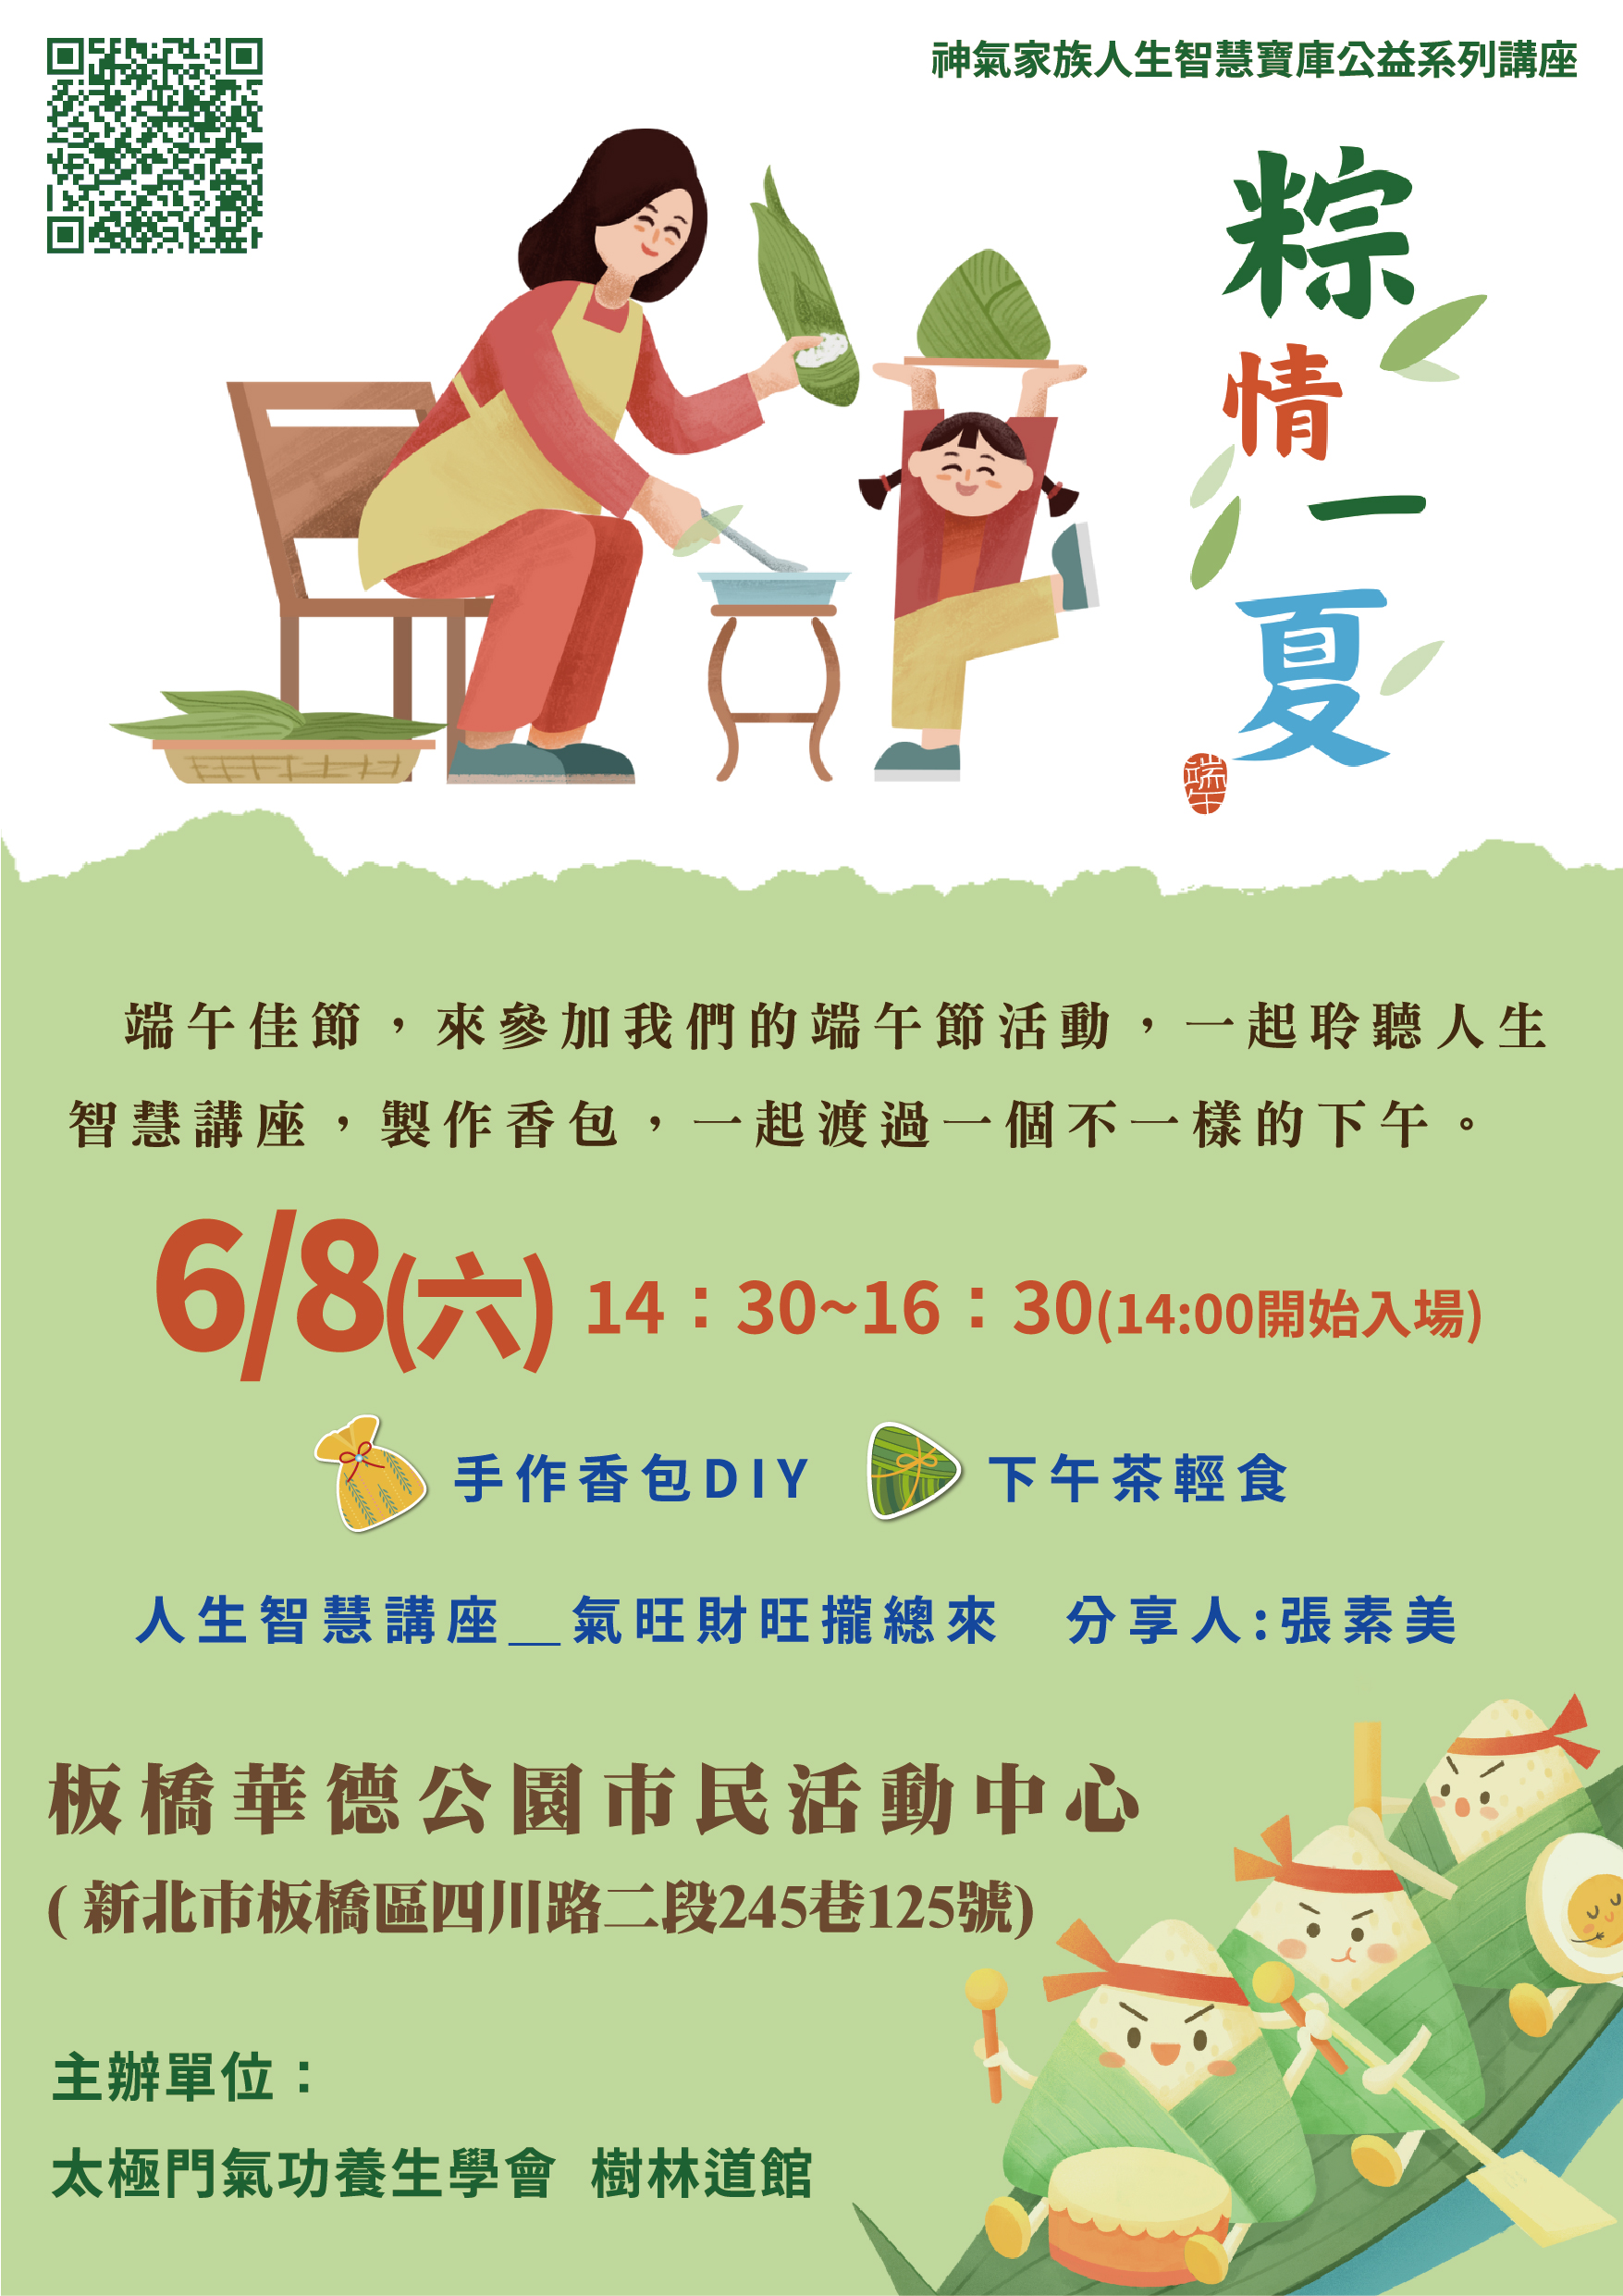 神氣家族人生智慧寶庫公益系列講座
粽情一夏
端午
端午佳節，來參加我們的端午節活動，一起聆聽人生
智慧講座，製作香包，一起渡過一個不一樣的下午。
6/8(六) 14：30~16：30(14:00開始入場)
手作香包DIY 下午茶輕食
人生智慧講座__氣旺財旺攏總來 分享人:張素美
板橋華德公園市民活動中心
( 新北市板橋區四川路二段245巷125號)
主辦單位：
太極門氣功養生學會 樹林道館